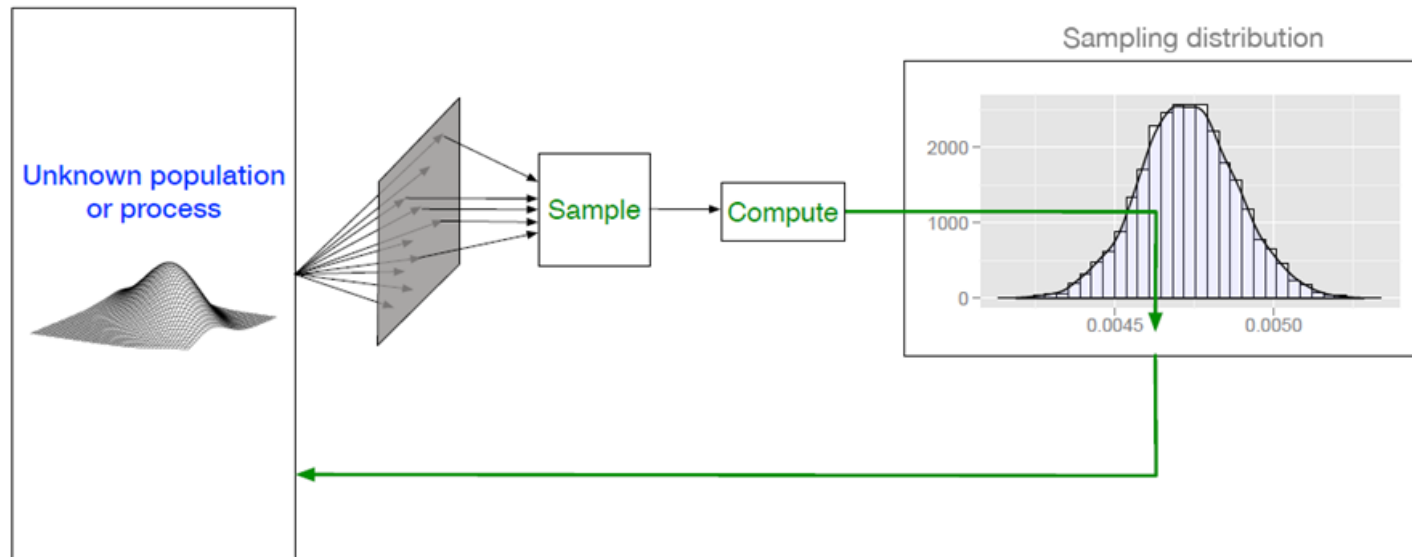 Sampling distribution
Unknown population
or process
Sample
Compute
2000
1000
0
0.0045
0.0050